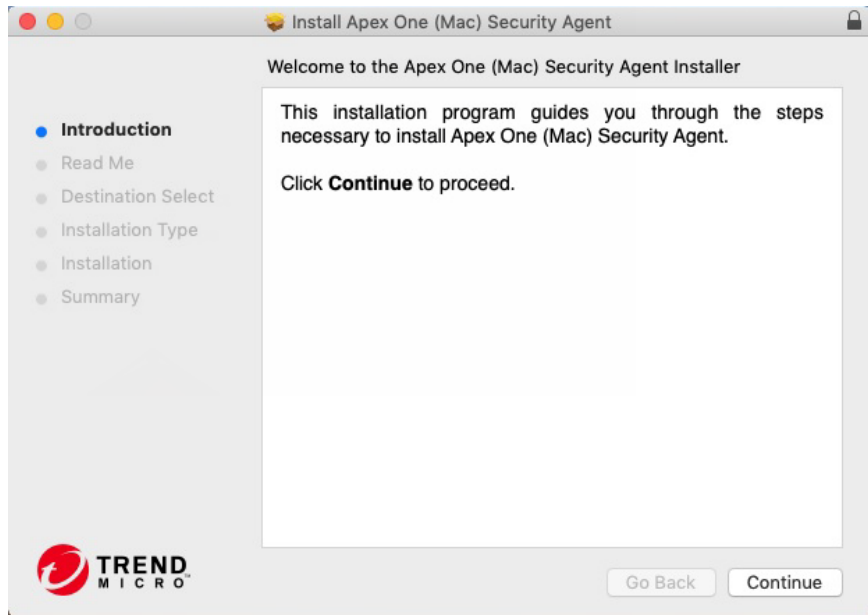 Install Apex One (Mac) Security Agent
Welcome to the Apex One (Mac) Security Agent Installer
Introduction
Read Me
Destination Select
Installation Type
Installation
Summary
This installation program guides you through the steps
necessary to install Apex One (Mac) Security Agent.
Click Continue to proceed.
TREND
MICRO™
Go Back
Continue